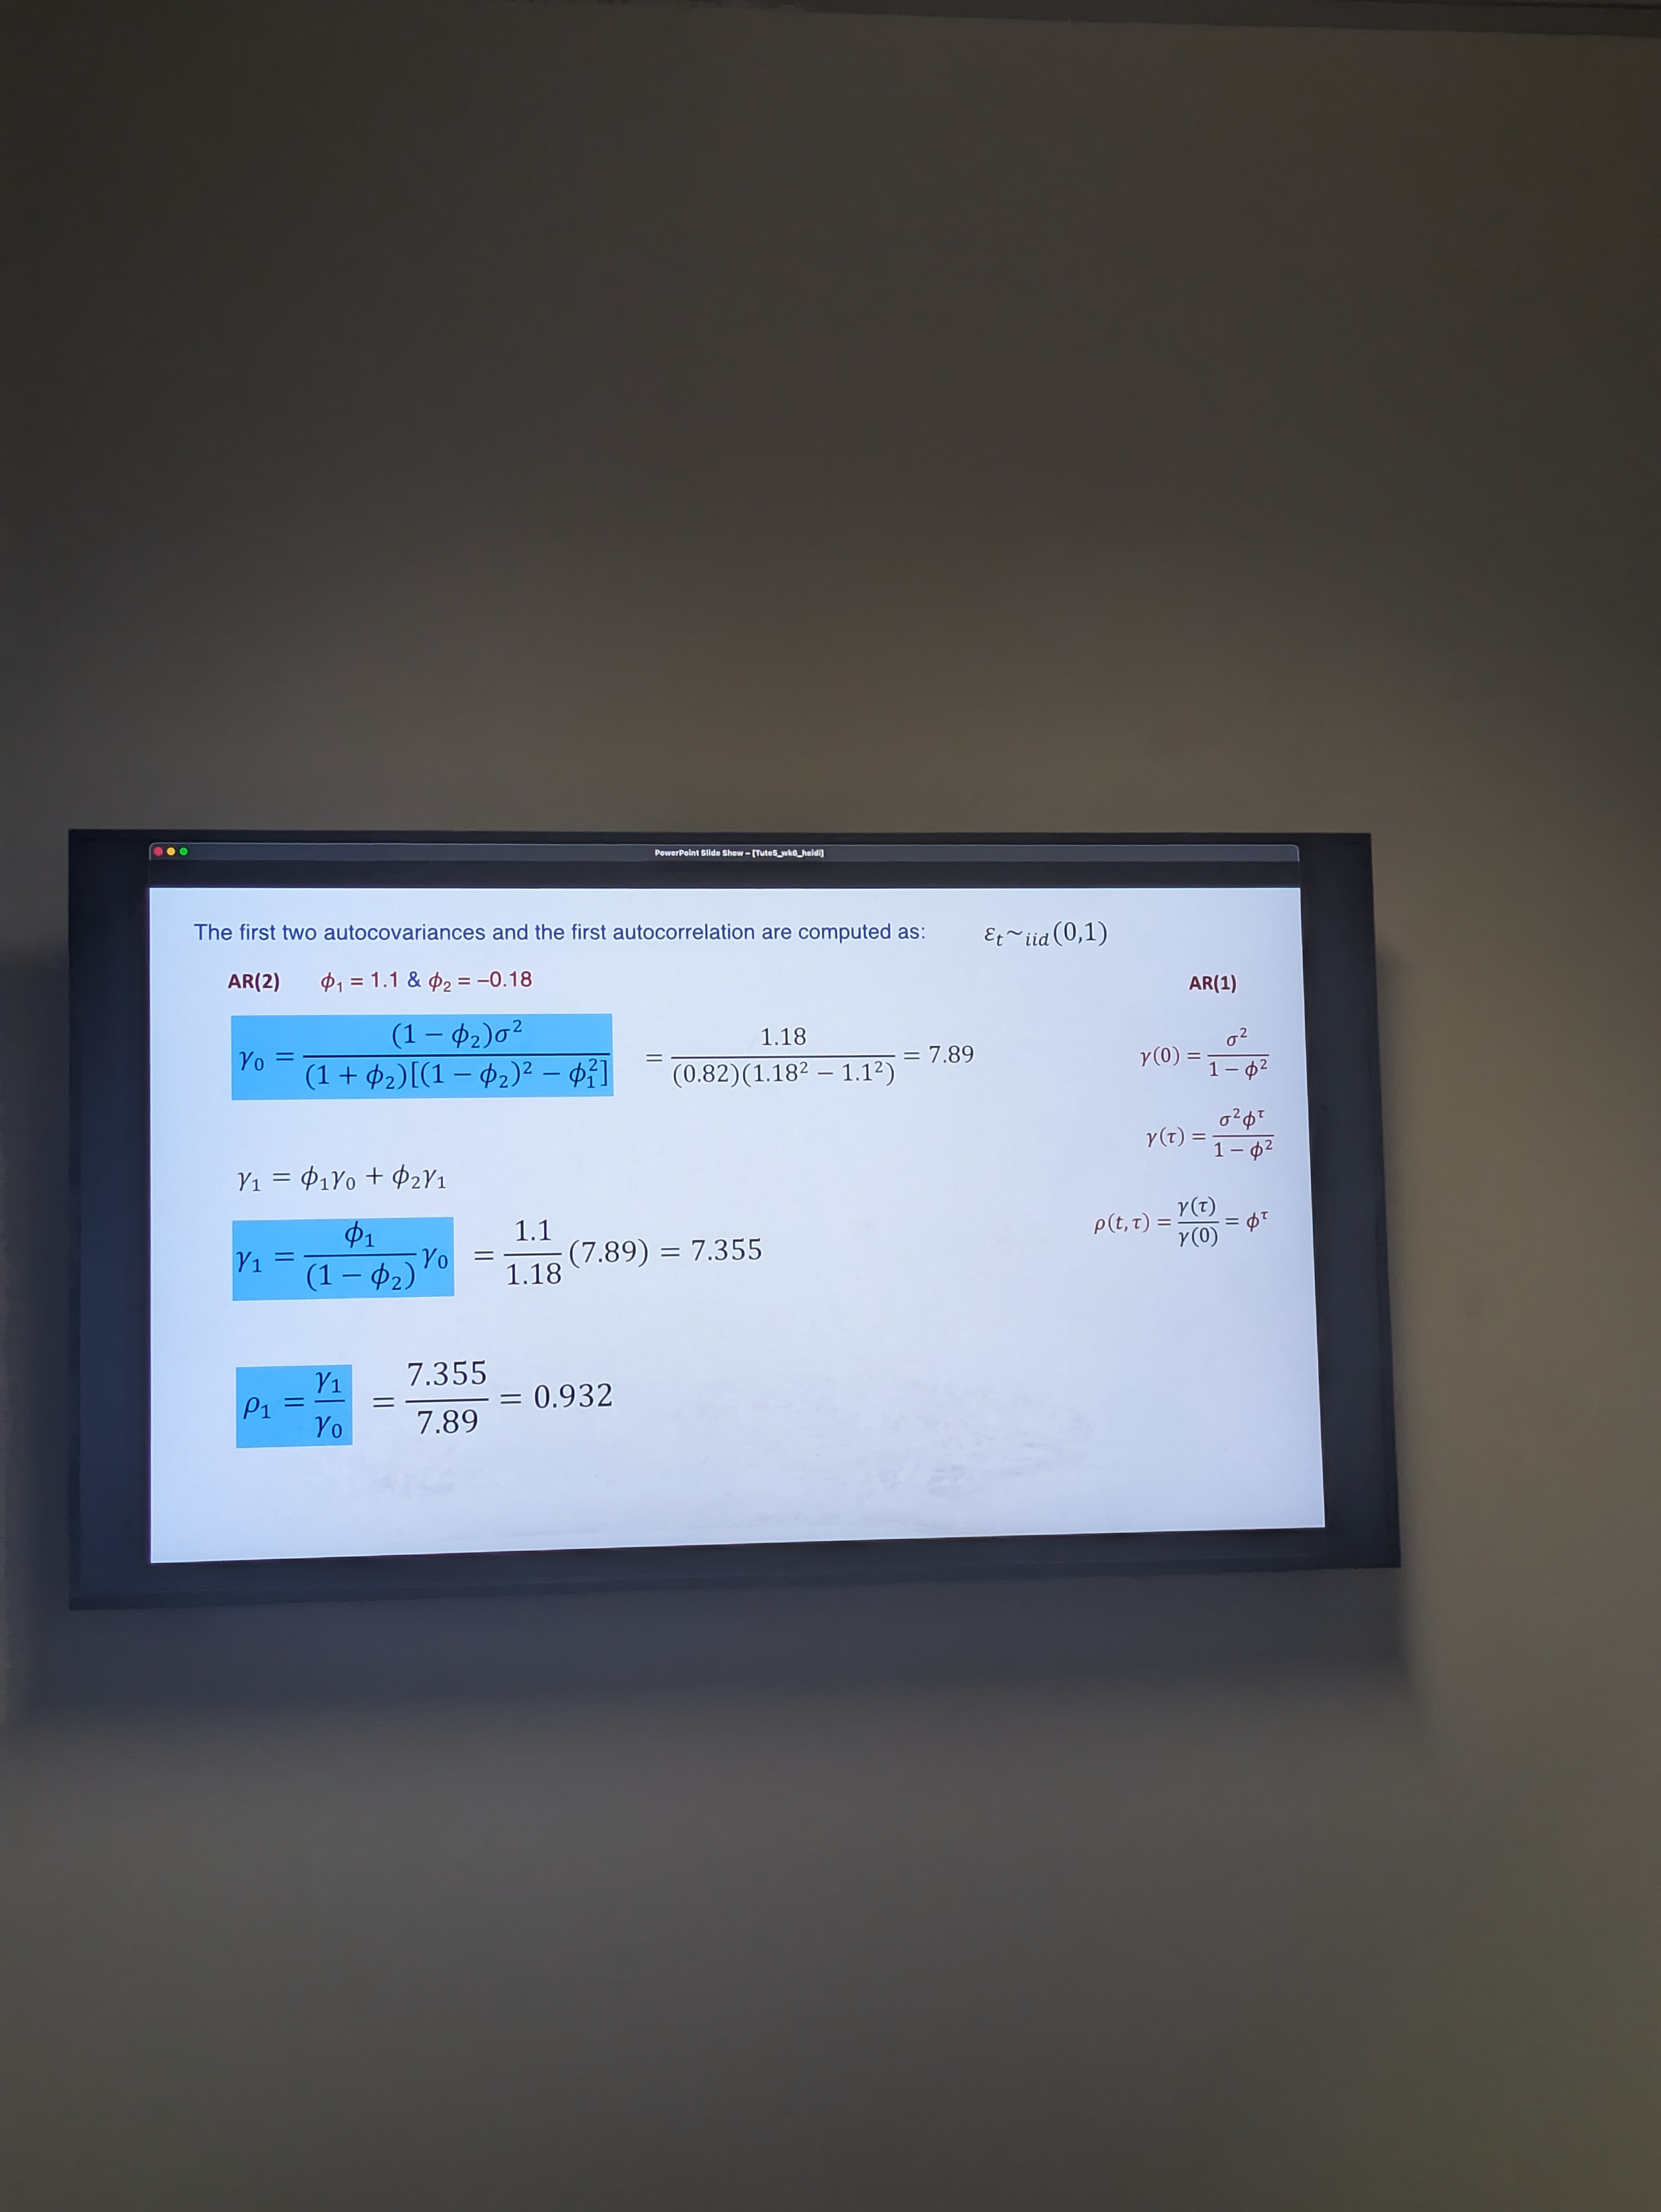 PowerPoint Slide Show – [Tute5_wk6_heidi]
The first two autocovariances and the first autocorrelation are computed as: εₜ~ᵢᵢd(0,1)
AR(2) ϕ₁ = 1.1 & ϕ₂ = –0.18
AR(1)
γ₀ = (1 − ϕ₂)σ² / (1 + ϕ₂)[(1 − ϕ₂)² − ϕ₁²] = 1.18 / (0.82)(1.18² − 1.1²) = 7.89
γ(0) = σ² / 1 − ϕ²
γ(τ) = σ²ϕ^τ / 1 − ϕ²
γ₁ = ϕ₁γ₀ + ϕ₂γ₁
ρ(t,τ) = γ(τ) / γ(0) = ϕ^τ
γ₁ = ϕ₁ / (1 − ϕ₂) γ₀ = 1.1 / 1.18 (7.89) = 7.355
ρ₁ = γ₁ / γ₀ = 7.355 / 7.89 = 0.932